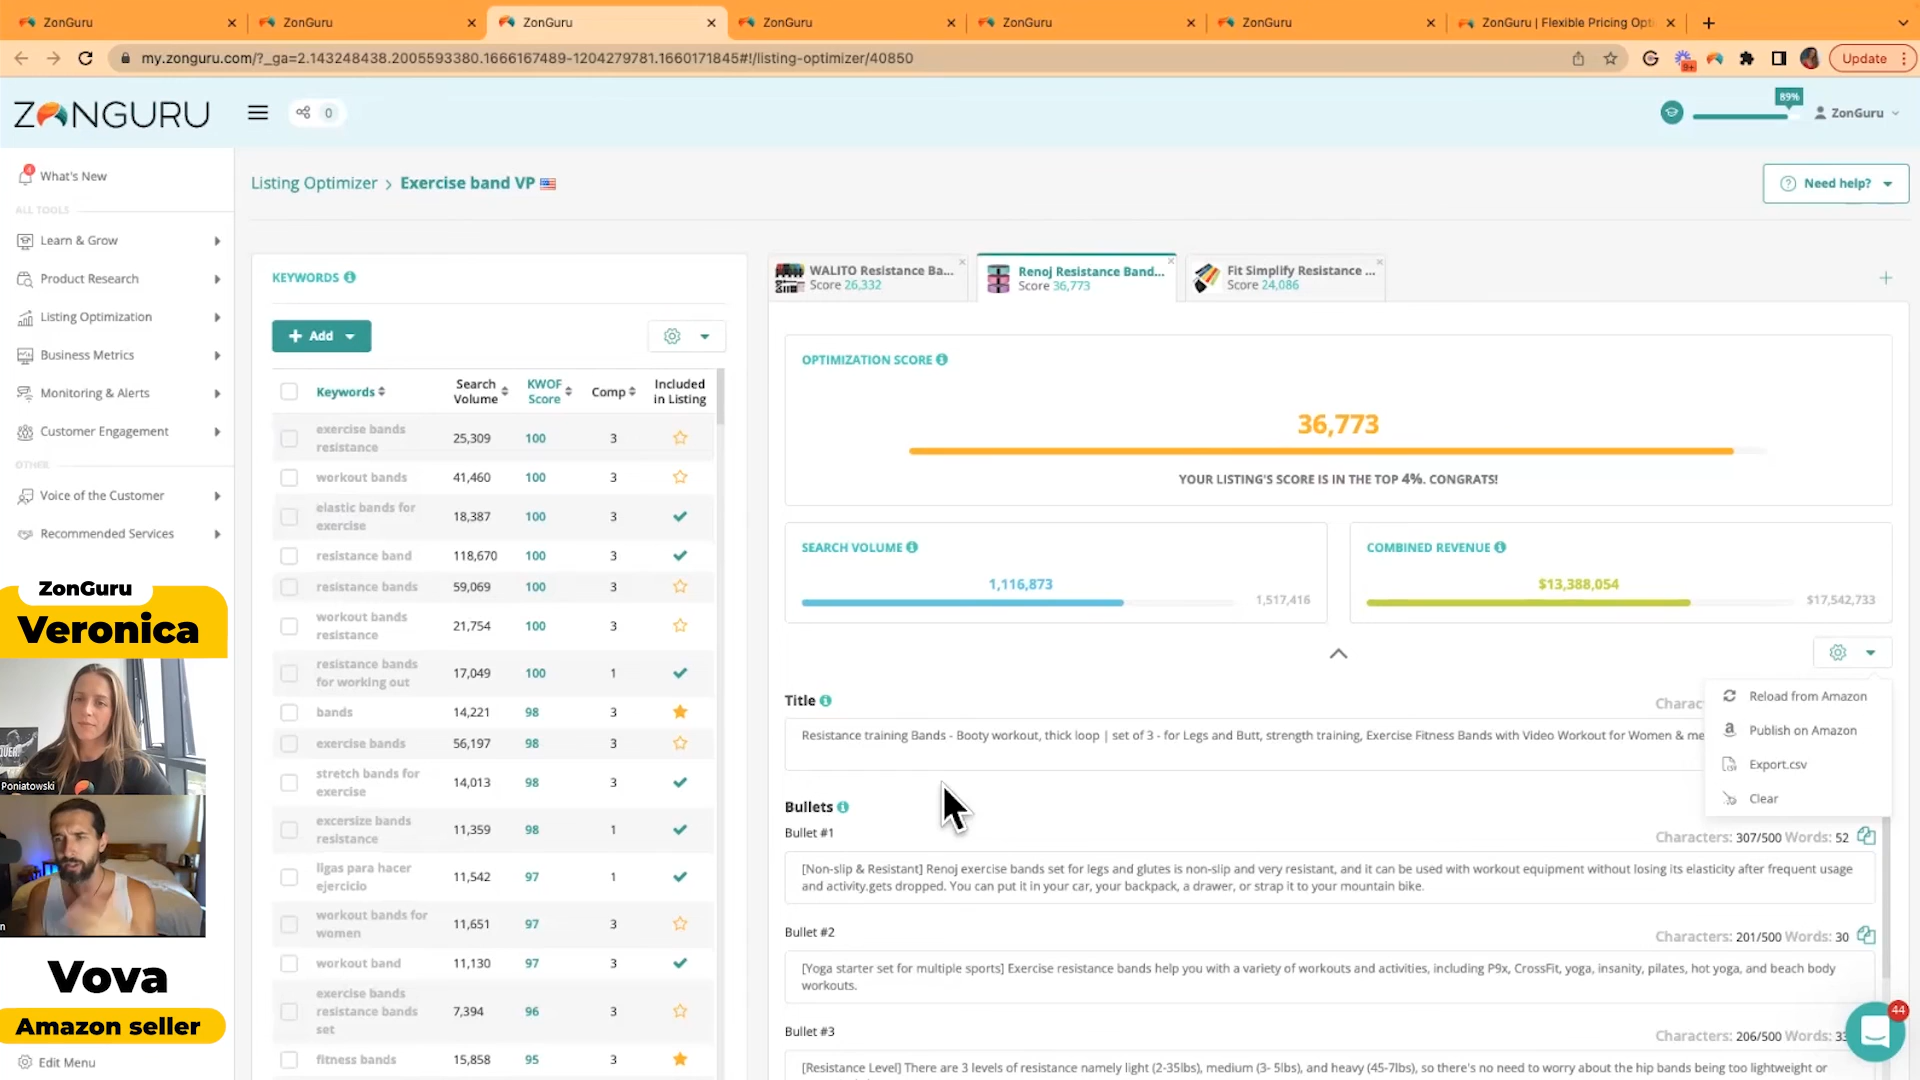 ZonGuru
ZonGuru
ZonGuru
ZonGuru
ZonGuru
ZonGuru
ZonGuru | Flexible Pricing Opti
my.zonguru.com/?_ga=2.143248438.2005593380.1666167489-1204279781.1660171845#!/listing-optimizer/40850
9+
Update
ZONGURU
0
89%
ZonGuru
4
What's New
ALL TOOLS
Learn & Grow
Product Research
Listing Optimization
Business Metrics
Monitoring & Alerts
Customer Engagement
OTHER
Voice of the Customer
Recommended Services
ZonGuru
Veronica
Poniatowski
Vova
Amazon seller
Edit Menu
Listing Optimizer > Exercise band VP
Need help?
KEYWORDS
+ Add
Keywords Search Volume KWOF Score Comp Included in Listing
exercise bands resistance 25,309 100 3
workout bands 41,460 100 3
elastic bands for exercise 18,387 100 3
resistance band 118,670 100 3
resistance bands 59,069 100 3
workout bands resistance 21,754 100 3
resistance bands for working out 17,049 100 1
bands 14,221 98 3
exercise bands 56,197 98 3
stretch bands for exercise 14,013 98 3
excersize bands resistance 11,359 98 1
ligas para hacer ejercicio 11,542 97 1
workout bands for women 11,651 97 3
workout band 11,130 97 3
exercise bands resistance bands set 7,394 96 3
fitness bands 15,858 95 3
WALITO Resistance Ba...
Score 26,332
Renoj Resistance Band...
Score 36,773
Fit Simplify Resistance ...
Score 24,086
OPTIMIZATION SCORE
36,773
YOUR LISTING'S SCORE IS IN THE TOP 4%. CONGRATS!
SEARCH VOLUME
1,116,873
1,517,416
COMBINED REVENUE
$13,388,054
$17,542,733
Reload from Amazon
Publish on Amazon
Export.csv
Clear
Title
Charac
Resistance training Bands - Booty workout, thick loop | set of 3 - for Legs and Butt, strength training, Exercise Fitness Bands with Video Workout for Women & me
Bullets
Bullet #1
Characters: 307/500 Words: 52
[Non-slip & Resistant] Renoj exercise bands set for legs and glutes is non-slip and very resistant, and it can be used with workout equipment without losing its elasticity after frequent usage
and activity.gets dropped. You can put it in your car, your backpack, a drawer, or strap it to your mountain bike.
Bullet #2
Characters: 201/500 Words: 30
[Yoga starter set for multiple sports] Exercise resistance bands help you with a variety of workouts and activities, including P9x, CrossFit, yoga, insanity, pilates, hot yoga, and beach body
workouts.
Bullet #3
Characters: 206/500 Words: 33
[Resistance Level] There are 3 levels of resistance namely light (2-35lbs), medium (3- 5lbs), and heavy (45-7lbs), so there's no need to worry about the hip bands being too lightweight or
44